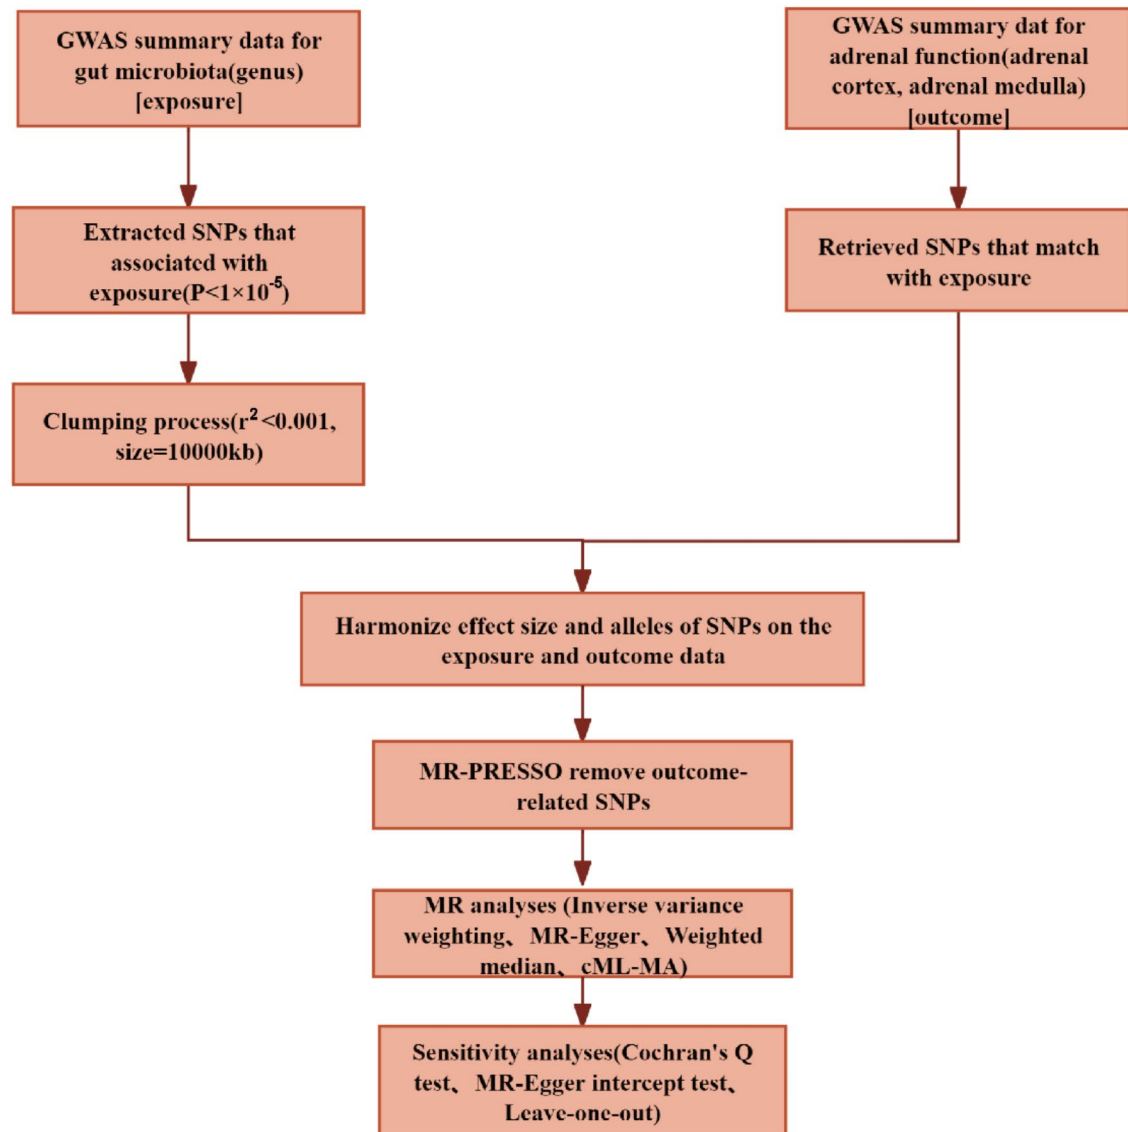 GWAS summary data for
gut microbiota(genus)
[exposure]
GWAS summary dat for
adrenal function(adrenal
cortex, adrenal medulla)
[outcome]
Extracted SNPs that
associated with
exposure(P<1×10⁻⁵)
Retrieved SNPs that match
with exposure
Clumping process(r²<0.001,
size=10000kb)
Harmonize effect size and alleles of SNPs on the
exposure and outcome data
MR-PRESSO remove outcome-
related SNPs
MR analyses (Inverse variance
weighting、MR-Egger、Weighted
median、cML-MA)
Sensitivity analyses(Cochran's Q
test、MR-Egger intercept test、
Leave-one-out)